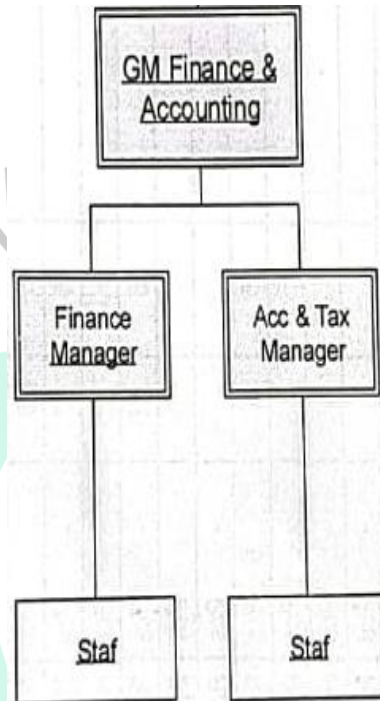 GM Finance &
Accounting
Finance
Manager
Acc & Tax
Manager
Staf
Staf